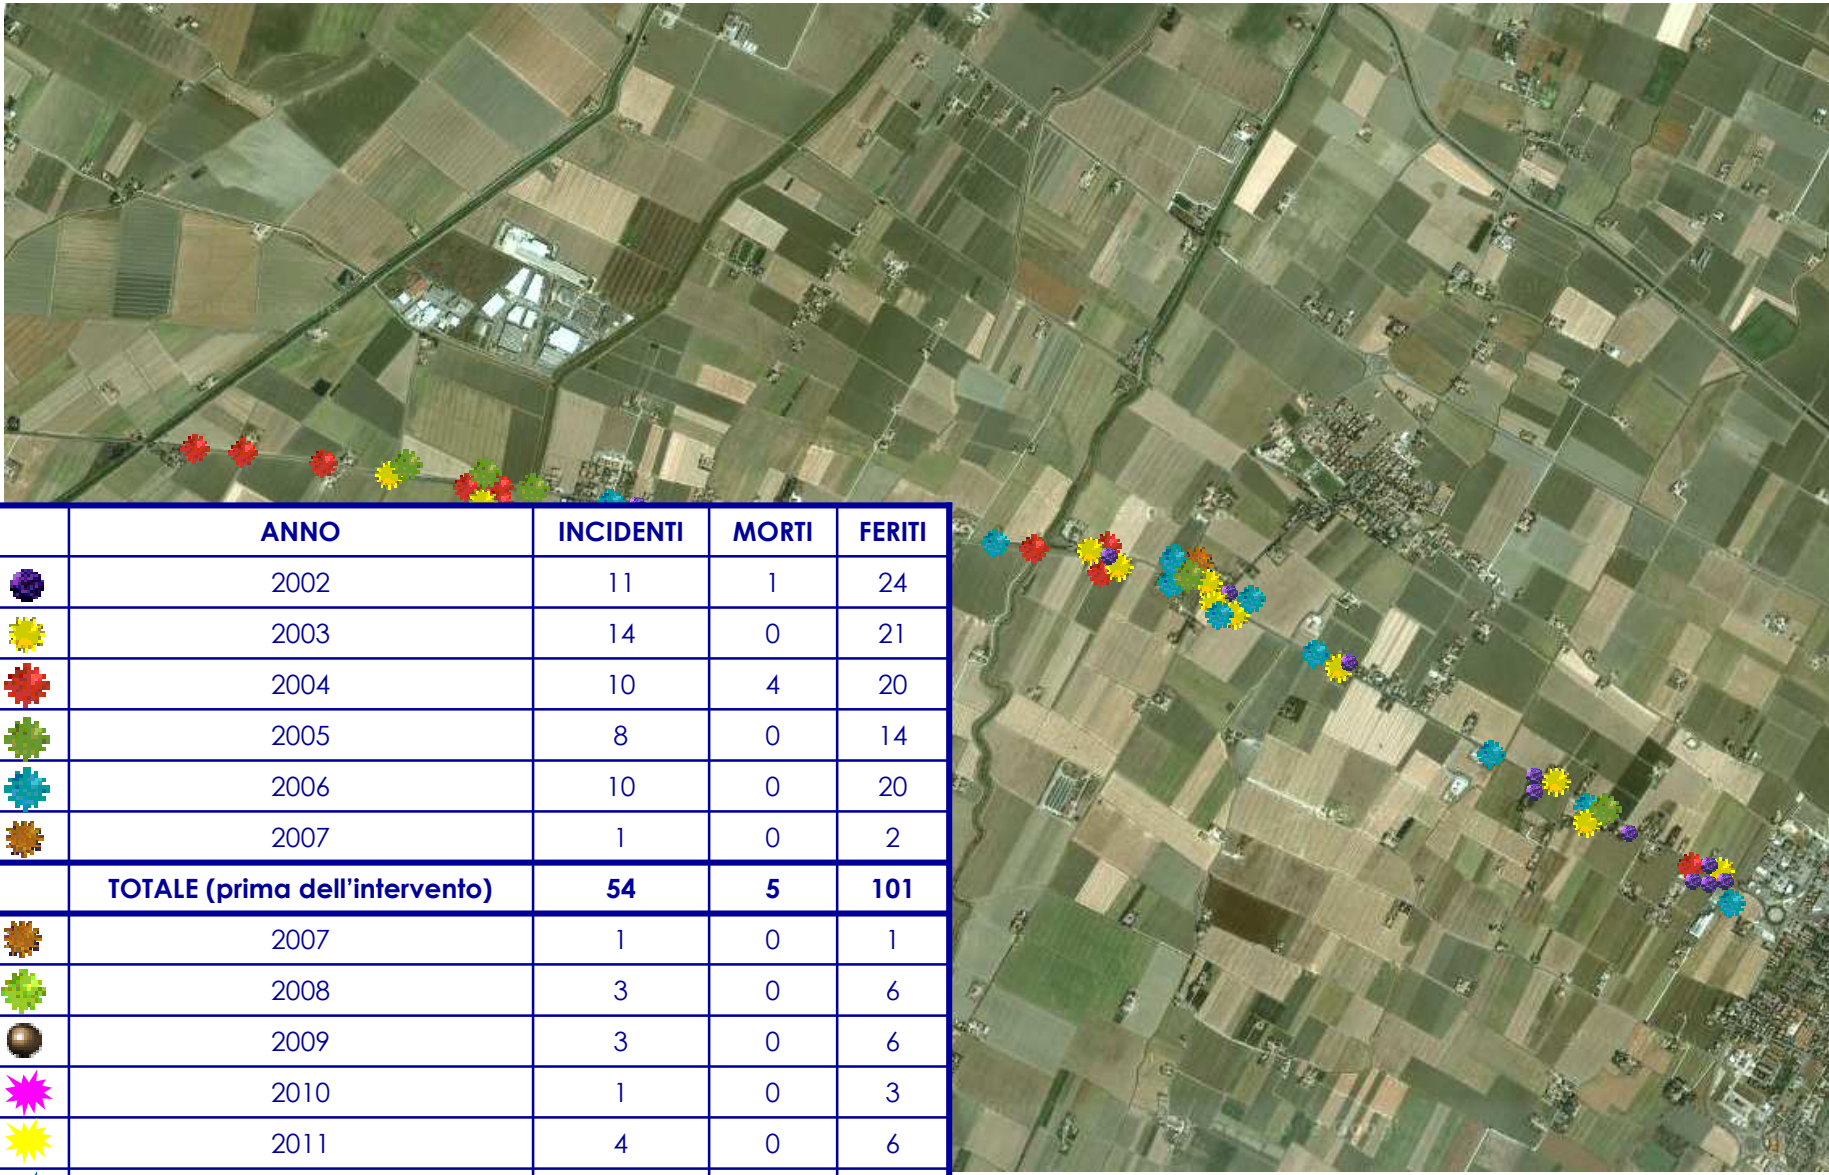 ANNO INCIDENTI MORTI FERITI
2002 11 1 24
2003 14 0 21
2004 10 4 20
2005 8 0 14
2006 10 0 20
2007 1 0 2
TOTALE (prima dell'intervento) 54 5 101
2007 1 0 1
2008 3 0 6
2009 3 0 6
2010 1 0 3
2011 4 0 6